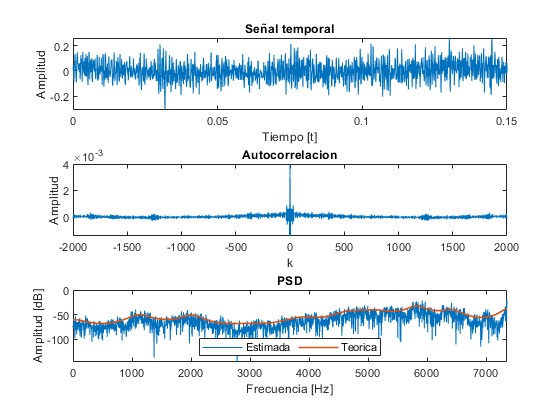 Señal temporal
0.2
0
-0.2
Amplitud
0 0.05 0.1 0.15
Tiempo [t]
×10⁻³
Autocorrelacion
4
2
0
Amplitud
-2000 -1500 -1000 -500 0 500 1000 1500 2000
k
PSD
0
-50
-100
Amplitud [dB]
Estimada Teorica
0 1000 2000 3000 4000 5000 6000 7000
Frecuencia [Hz]